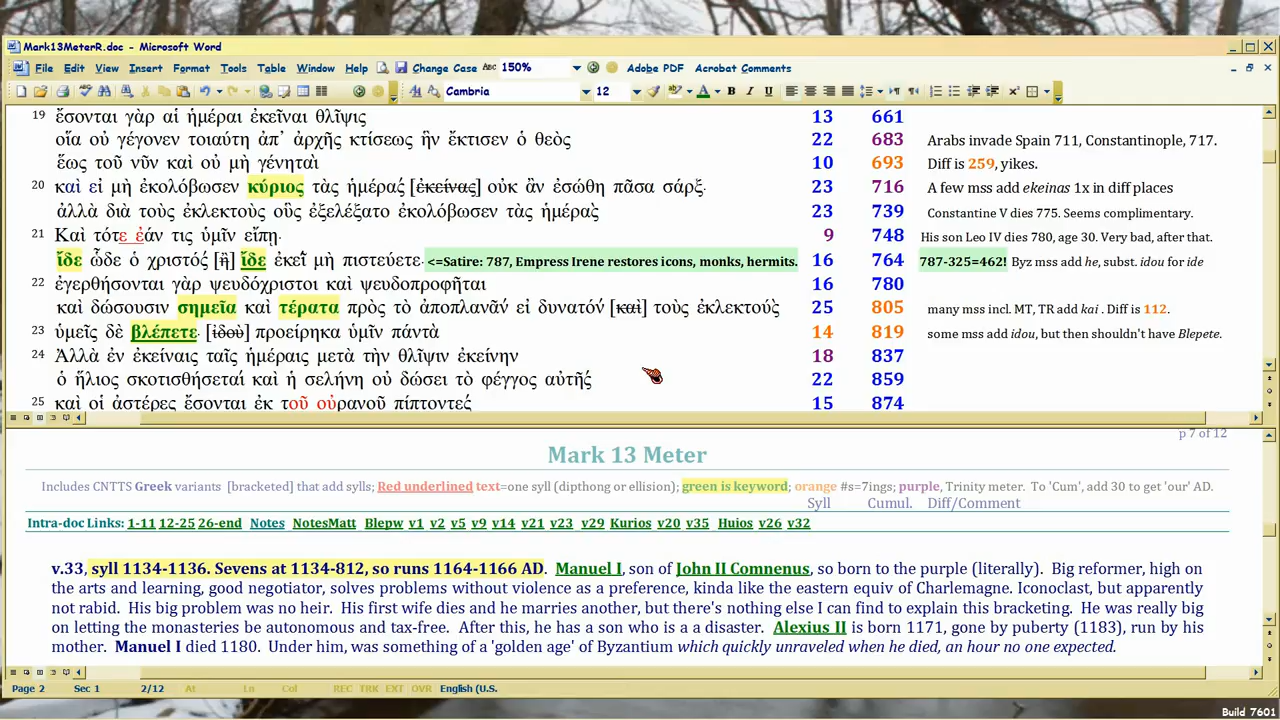 Mark13MeterR.doc - Microsoft Word
File Edit View Insert Format Tools Table Window Help Change Case 150% Adobe PDF Acrobat Comments
Cambria 12
19 ἔσονται γὰρ αἱ ἡμέραι ἐκεῖναι θλῖψις 13 661
οἵα οὐ γέγονεν τοιαύτη ἀπ’ ἀρχῆς κτίσεως ἣν ἔκτισεν ὁ θεὸς 22 683 Arabs invade Spain 711, Constantinople, 717.
ἕως τοῦ νῦν καὶ οὐ μὴ γένηται 10 693 Diff is 259, yikes.
20 καὶ εἰ μὴ ἐκολόβωσεν κύριος τὰς ἡμέρας [ἐκείνας] οὐκ ἂν ἐσώθη πᾶσα σάρξ· 23 716 A few mss add ekeinas 1x in diff places
ἀλλὰ διὰ τοὺς ἐκλεκτοὺς οὓς ἐξελέξατο ἐκολόβωσεν τὰς ἡμέρας 23 739 Constantine V dies 775. Seems complimentary.
21 Καὶ τότε ἐάν τις ὑμῖν εἴπῃ· 9 748 His son Leo IV dies 780, age 30. Very bad, after that.
ἴδε ὧδε ὁ χριστός [ἢ] ἴδε ἐκεῖ μὴ πιστεύετε· <=Satire: 787, Empress Irene restores icons, monks, hermits. 16 764 787-325=462! Byz mss add he, subst. idou for ide
22 ἐγερθήσονται γὰρ ψευδόχριστοι καὶ ψευδοπροφῆται 16 780
καὶ δώσουσιν σημεῖα καὶ τέρατα πρὸς τὸ ἀποπλανᾶν εἰ δυνατόν [καὶ] τοὺς ἐκλεκτούς 25 805 many mss incl. MT, TR add kai . Diff is 112.
23 ὑμεῖς δὲ βλέπετε· [ἰδοὺ] προείρηκα ὑμῖν πάντα 14 819 some mss add idou, but then shouldn't have Blepete.
24 Ἀλλὰ ἐν ἐκείναις ταῖς ἡμέραις μετὰ τὴν θλῖψιν ἐκείνην 18 837
ὁ ἥλιος σκοτισθήσεται καὶ ἡ σελήνη οὐ δώσει τὸ φέγγος αὐτῆς 22 859
25 καὶ οἱ ἀστέρες ἔσονται ἐκ τοῦ οὐρανοῦ πίπτοντες 15 874
p 7 of 12
Mark 13 Meter
Includes CNTTS Greek variants [bracketed] that add sylls; Red underlined text=one syll (dipthong or ellision); green is keyword; orange #s=7ings; purple, Trinity meter. To 'Cum', add 30 to get 'our' AD.
Syll Cumul. Diff/Comment
Intra-doc Links: 1-11 12-25 26-end Notes NotesMatt Blepw v1 v2 v5 v9 v14 v21 v23 v29 Kurios v20 v35 Huios v26 v32
v.33, syll 1134-1136. Sevens at 1134-812, so runs 1164-1166 AD. Manuel I, son of John II Comnenus, so born to the purple (literally). Big reformer, high on
the arts and learning, good negotiator, solves problems without violence as a preference, kinda like the eastern equiv of Charlemagne. Iconoclast, but apparently
not rabid. His big problem was no heir. His first wife dies and he marries another, but there's nothing else I can find to explain this bracketing. He was really big
on letting the monasteries be autonomous and tax-free. After this, he has a son who is a a disaster. Alexius II is born 1171, gone by puberty (1183), run by his
mother. Manuel I died 1180. Under him, was something of a 'golden age' of Byzantium which quickly unraveled when he died, an hour no one expected.
Page 2 Sec 1 2/12 At Ln Col REC TRK EXT OVR English (U.S.
Build 7601